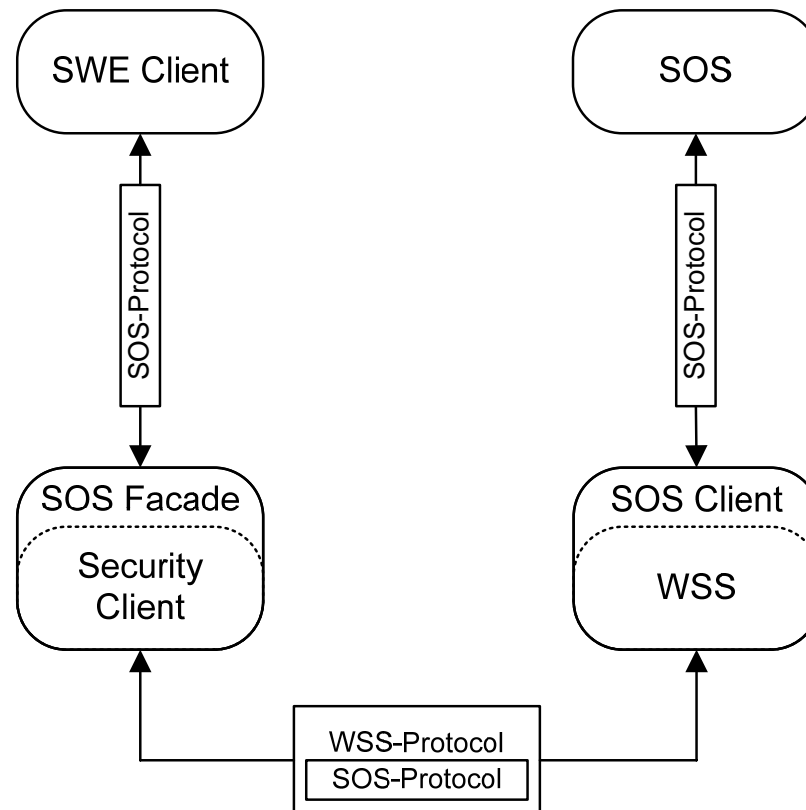 SWE Client
SOS
SOS-Protocol
SOS-Protocol
SOS Facade
Security
Client
SOS Client
WSS
WSS-Protocol
SOS-Protocol